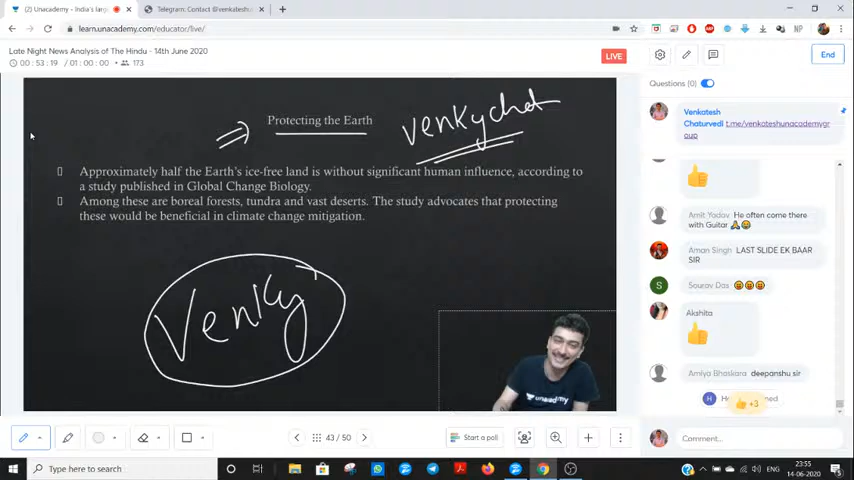 (2) Unacademy - India's larg
Telegram: Contact @venkateshu
learn.unacademy.com/educator/live/
Late Night News Analysis of The Hindu - 14th June 2020
00 : 53 : 19 / 01 : 00 : 00 • 173
LIVE
End
Questions (0)
Protecting the Earth
venkychat
Approximately half the Earth's ice-free land is without significant human influence, according to
a study published in Global Change Biology.
Among these are boreal forests, tundra and vast deserts. The study advocates that protecting
these would be beneficial in climate change mitigation.
Venky
unacademy
Venkatesh
Chaturvedi t.me/venkateshunacademygr
oup
Amit Yadav He often come there
with Guitar
Aman Singh LAST SLIDE EK BAAR
SIR
S Sourav Das
Akshita
Amiya Bhaskara deepanshu sir
H
+3
43 / 50
Start a poll
Comment...
Type here to search
ENG
23:55
14-06-2020